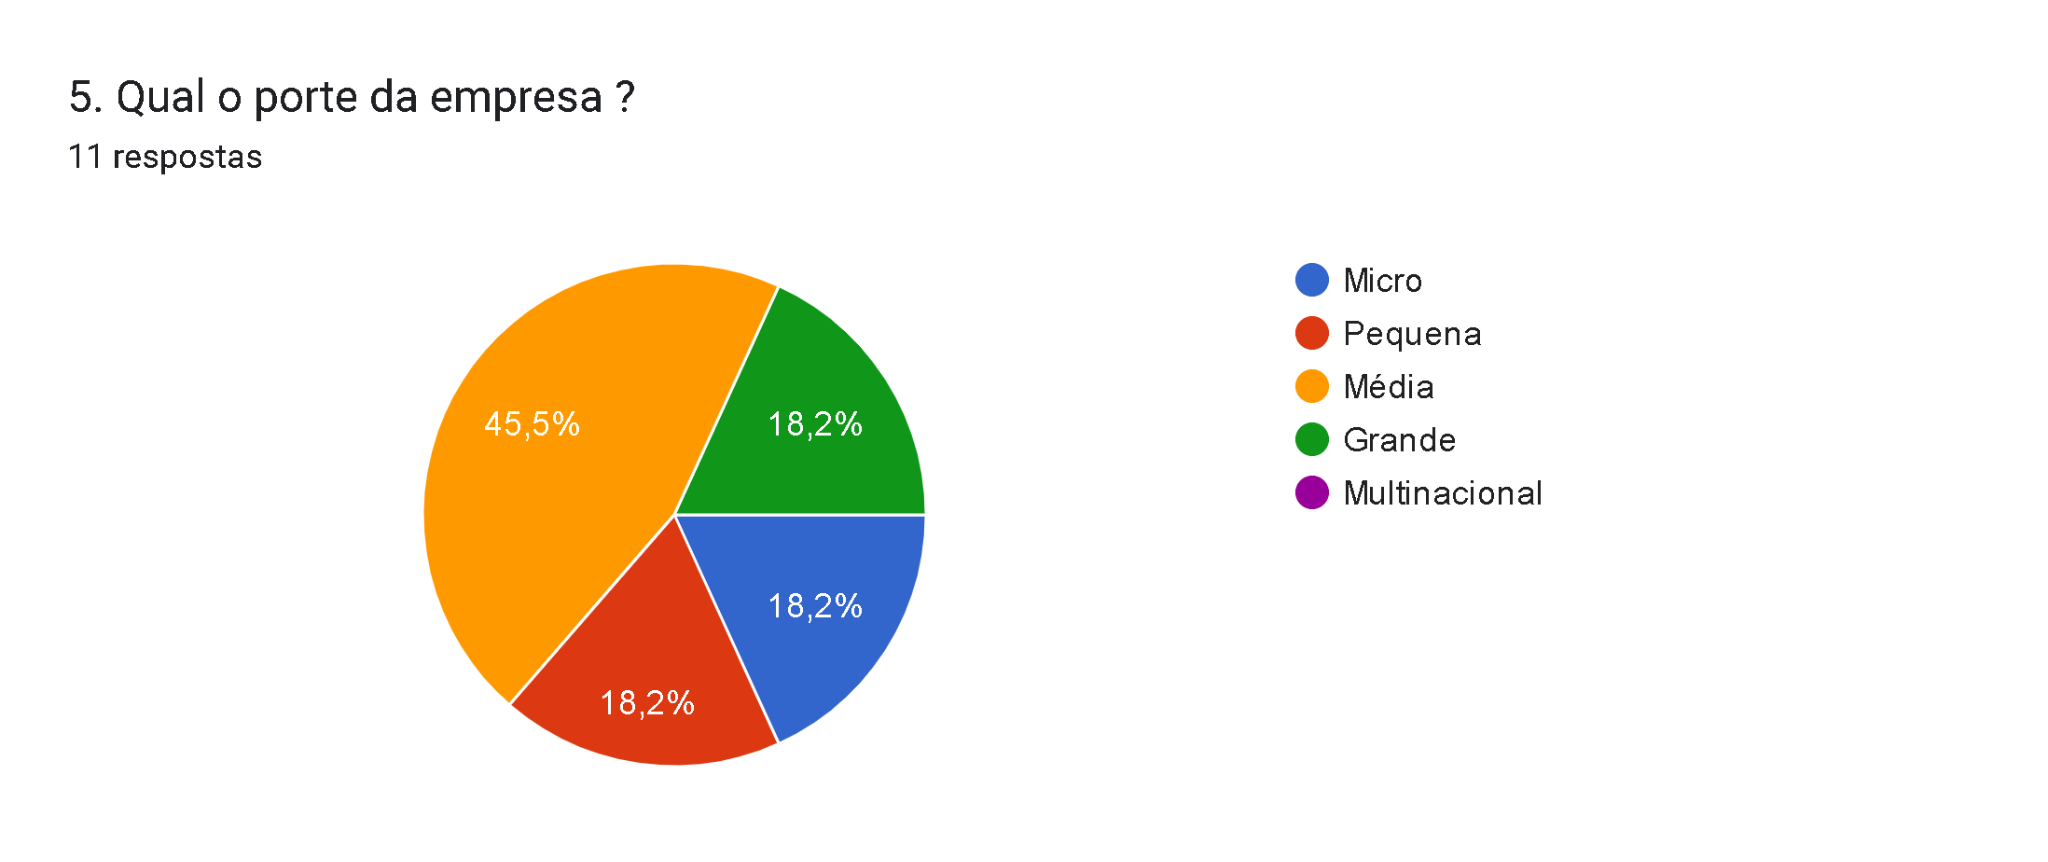 5. Qual o porte da empresa ?
11 respostas
45,5%
18,2%
18,2%
18,2%
Micro
Pequena
Média
Grande
Multinacional